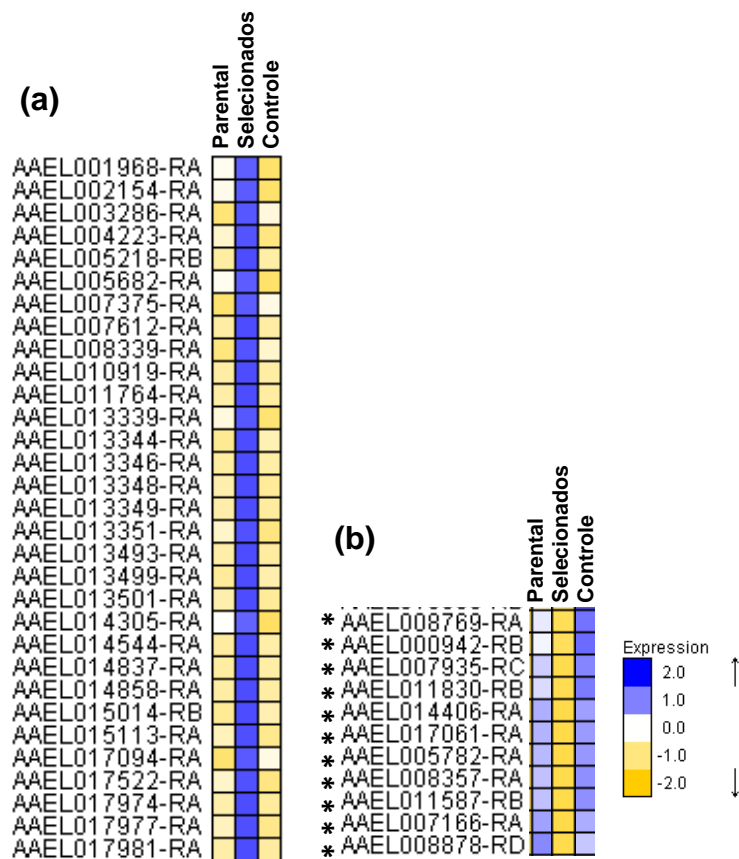 (a)
Parental
Selecionados
Controle
AAEL001968-RA
AAEL002154-RA
AAEL003286-RA
AAEL004223-RA
AAEL005218-RB
AAEL005682-RA
AAEL007375-RA
AAEL007612-RA
AAEL008339-RA
AAEL010919-RA
AAEL011764-RA
AAEL013339-RA
AAEL013344-RA
AAEL013346-RA
AAEL013348-RA
AAEL013349-RA
AAEL013351-RA
AAEL013493-RA
AAEL013499-RA
AAEL013501-RA
AAEL014305-RA
AAEL014544-RA
AAEL014837-RA
AAEL014858-RA
AAEL015014-RB
AAEL015113-RA
AAEL017094-RA
AAEL017522-RA
AAEL017974-RA
AAEL017977-RA
AAEL017981-RA
(b)
Parental
Selecionados
Controle
* AAEL008769-RA
* AAEL000942-RB
* AAEL007935-RC
* AAEL011830-RB
* AAEL014406-RA
* AAEL017061-RA
* AAEL005782-RA
* AAEL008357-RA
* AAEL011587-RB
* AAEL007166-RA
* AAEL008878-RD
Expression
2.0
1.0
0.0
-1.0
-2.0